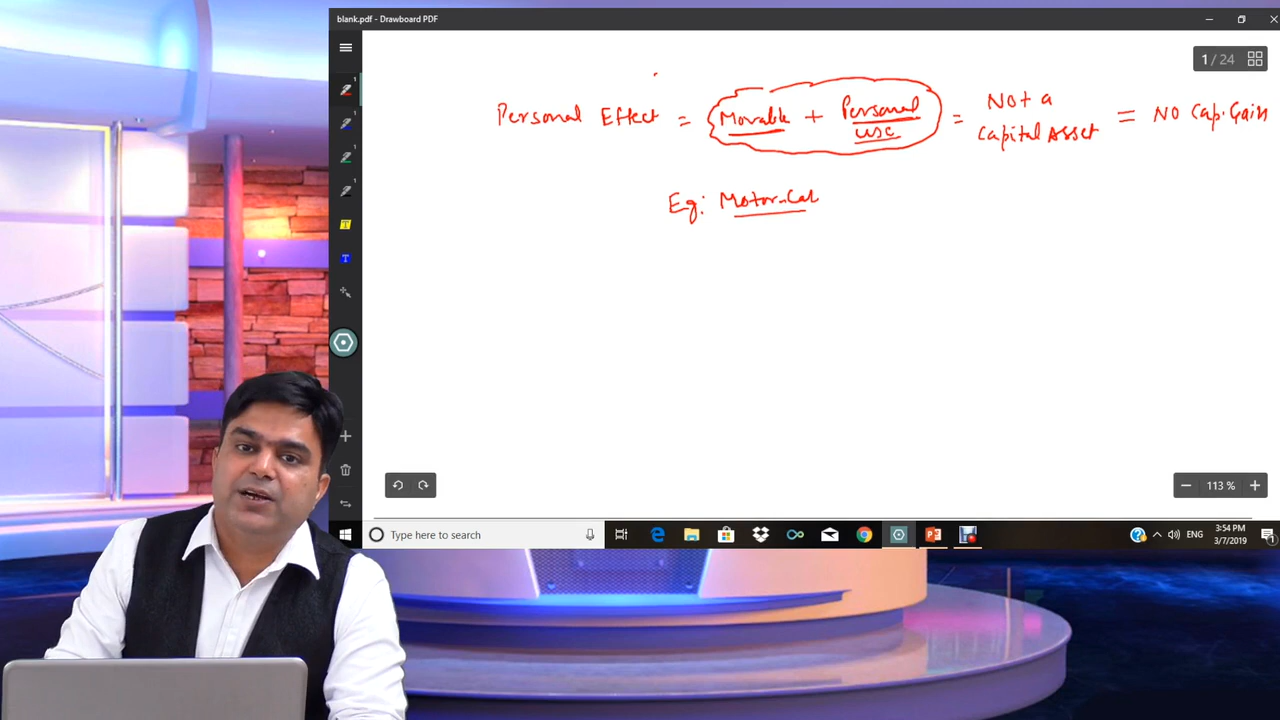 blank.pdf - Drawboard PDF
1 / 24
Personal Effect = Movable + Personal use = Not a Capital Asset = NO Cap. Gain
Eg: Motor-Car
113 %
Type here to search
ENG
3:54 PM
3/7/2019